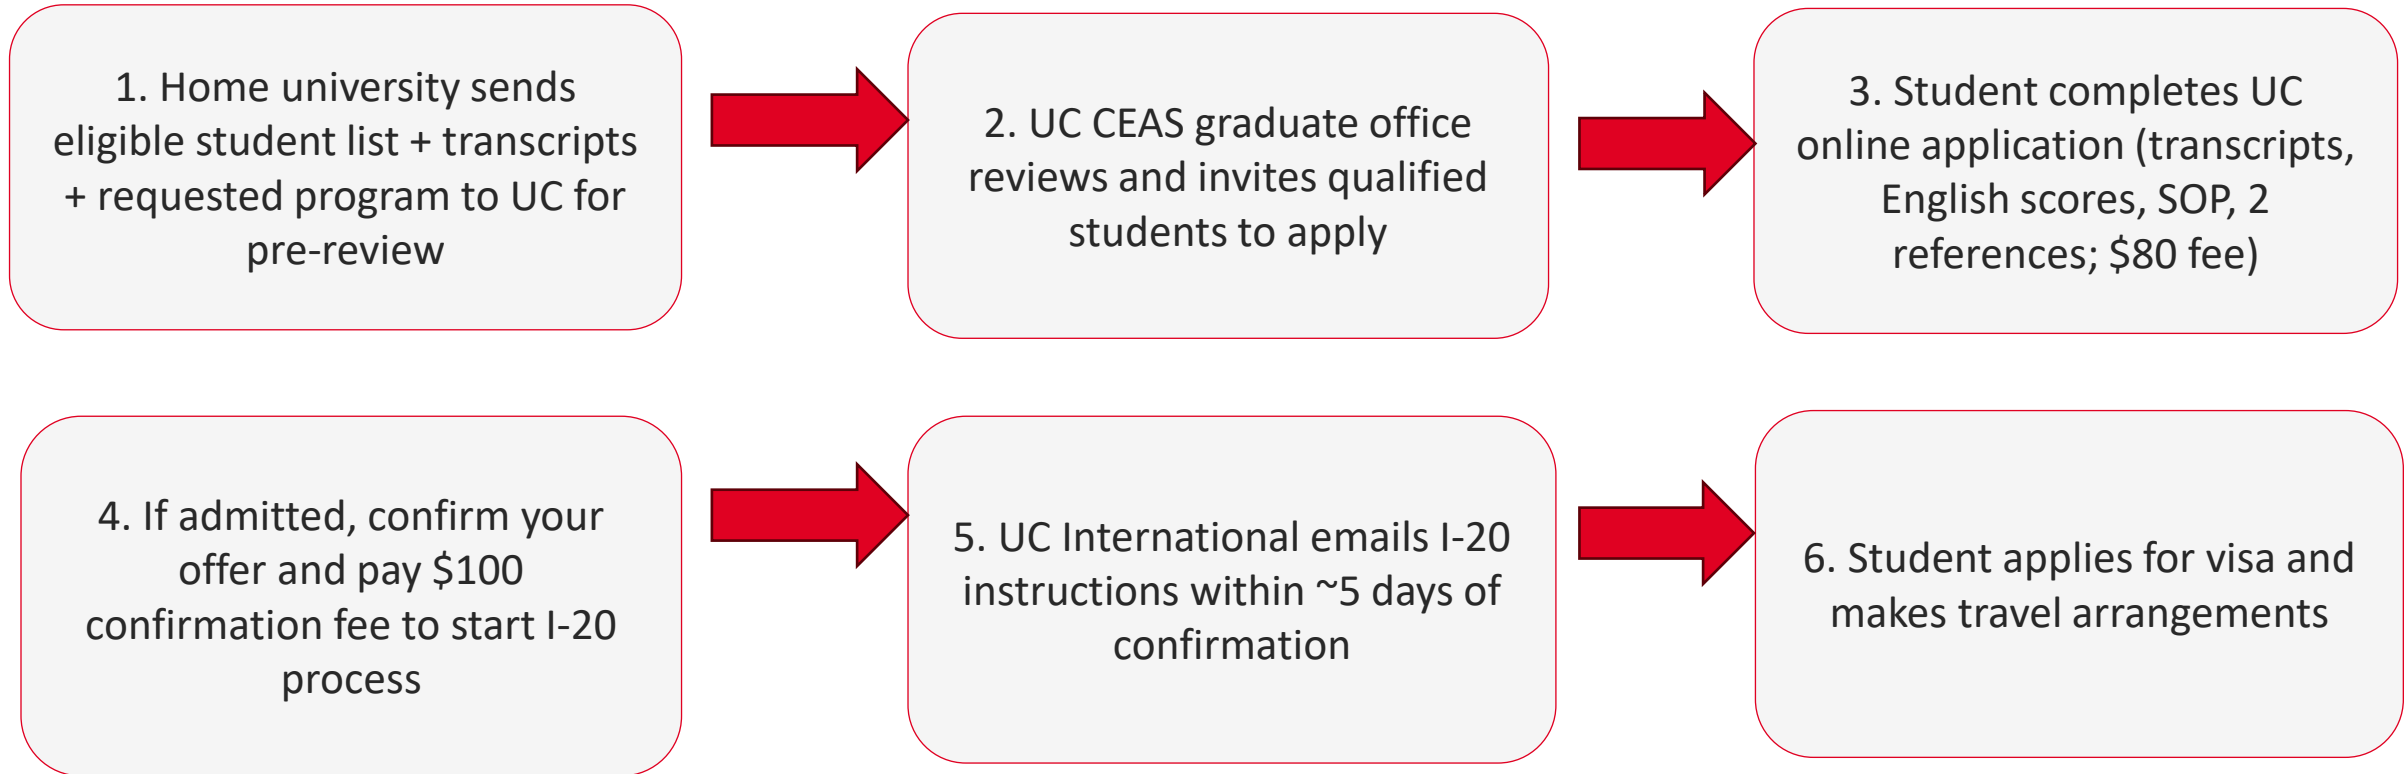 1. Home university sends
eligible student list + transcripts
+ requested program to UC for
pre-review
2. UC CEAS graduate office
reviews and invites qualified
students to apply
3. Student completes UC
online application (transcripts,
English scores, SOP, 2
references; $80 fee)
4. If admitted, confirm your
offer and pay $100
confirmation fee to start I-20
process
5. UC International emails I-20
instructions within ~5 days of
confirmation
6. Student applies for visa and
makes travel arrangements